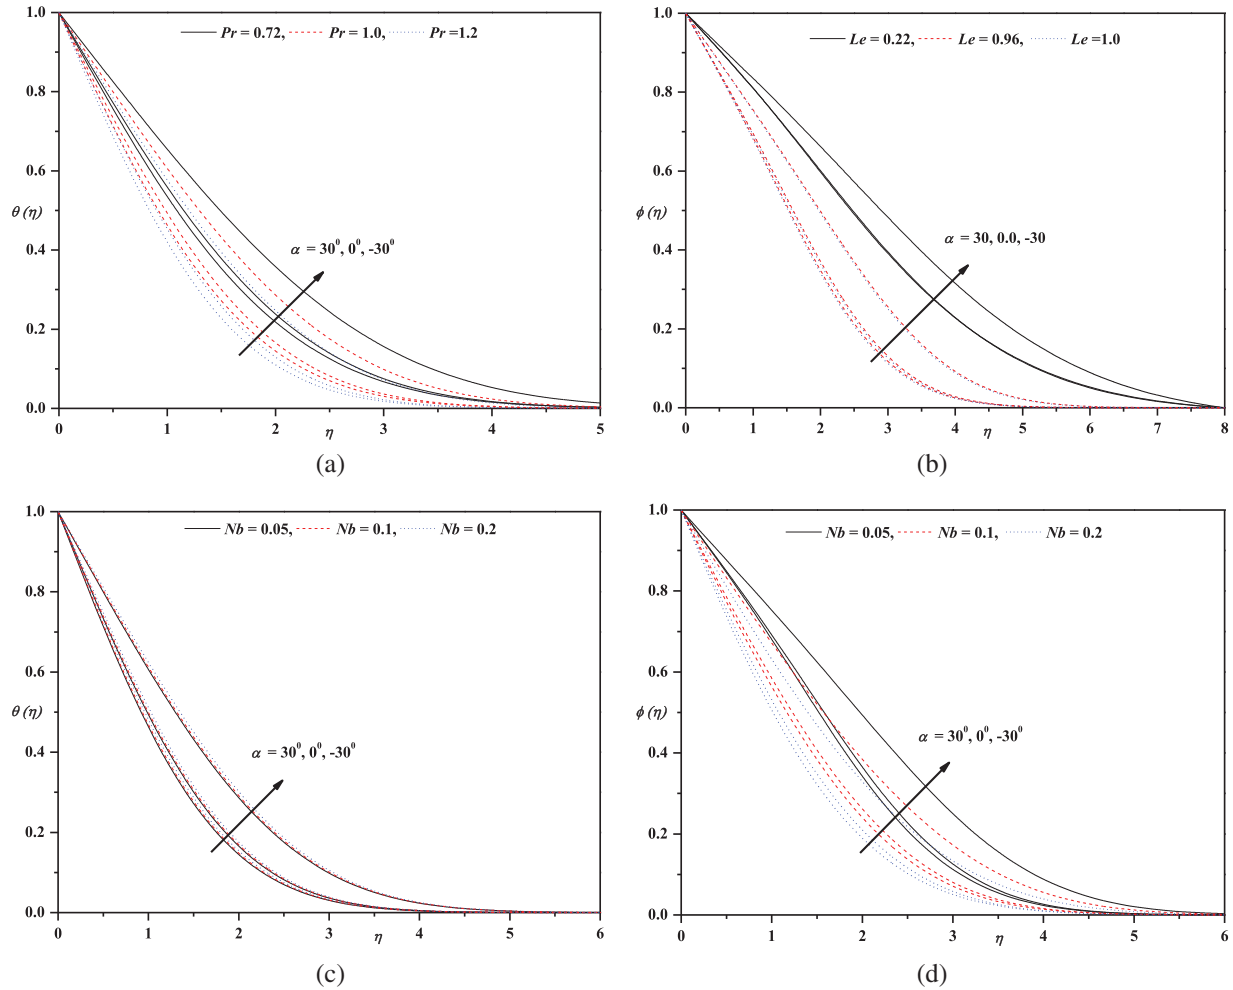 1.0
0.8
0.6
0.4
0.2
0.0
θ (η)
Pr = 0.72, Pr = 1.0, Pr =1.2
α = 30⁰, 0⁰, -30⁰
0 1 2 3 4 5
η
(a)
1.0
0.8
0.6
0.4
0.2
0.0
ϕ (η)
Le = 0.22, Le = 0.96, Le =1.0
α = 30, 0.0, -30
0 1 2 3 4 5 6 7 8
η
(b)
1.0
0.8
0.6
0.4
0.2
0.0
θ (η)
Nb = 0.05, Nb = 0.1, Nb = 0.2
α = 30⁰, 0⁰, -30⁰
0 1 2 3 4 5 6
η
(c)
1.0
0.8
0.6
0.4
0.2
0.0
ϕ (η)
Nb = 0.05, Nb = 0.1, Nb = 0.2
α = 30⁰, 0⁰, -30⁰
0 1 2 3 4 5 6
η
(d)